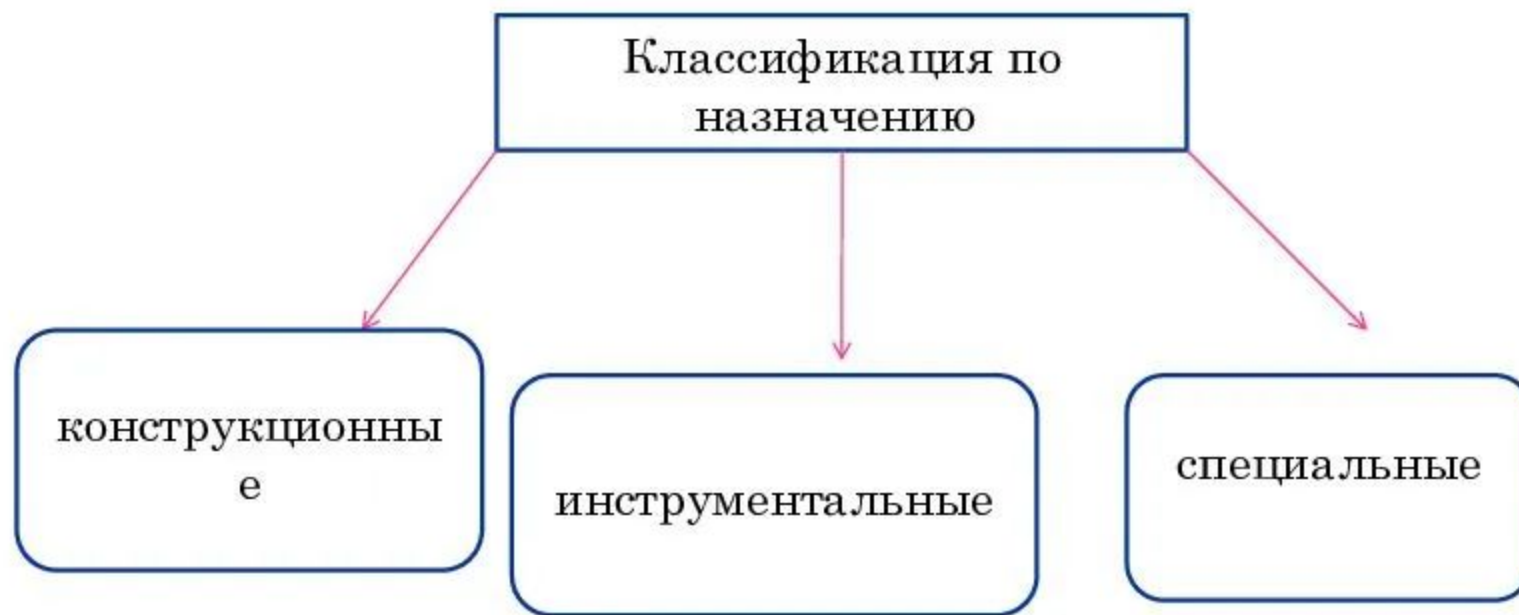 Классификация по
назначению
конструкционны
е
инструментальные
специальные